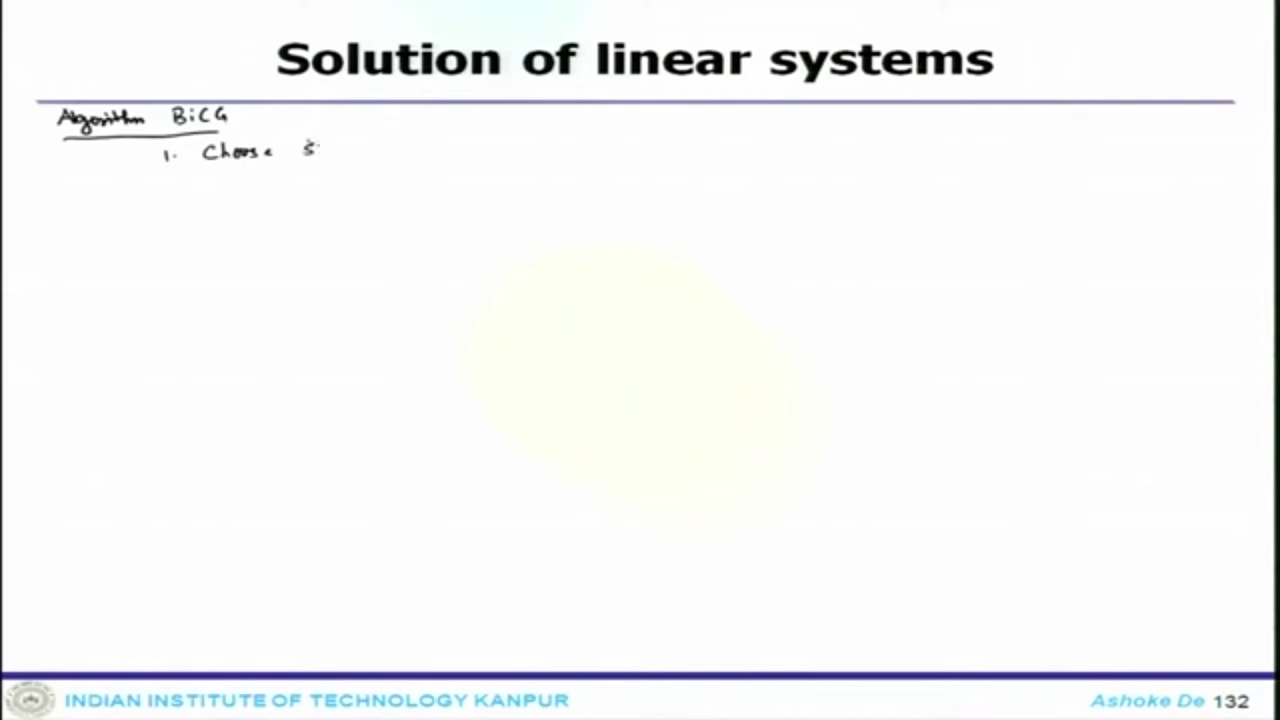 Solution of linear systems
Algorithm BiCG
1. Choose
INDIAN INSTITUTE OF TECHNOLOGY KANPUR
Ashoke De 132